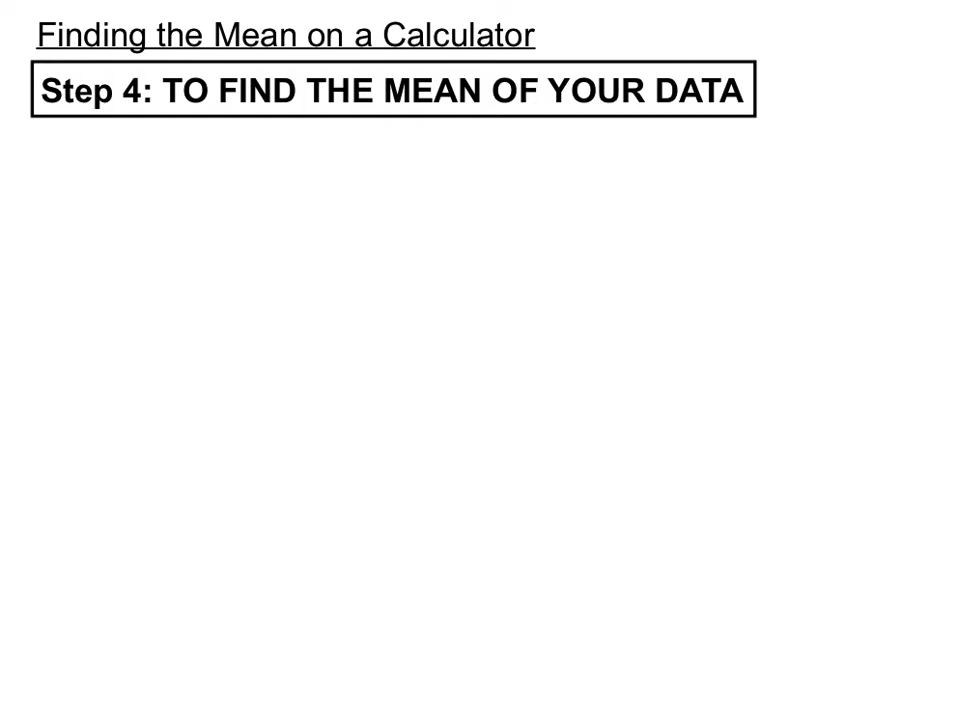 Finding the Mean on a Calculator
Step 4: TO FIND THE MEAN OF YOUR DATA